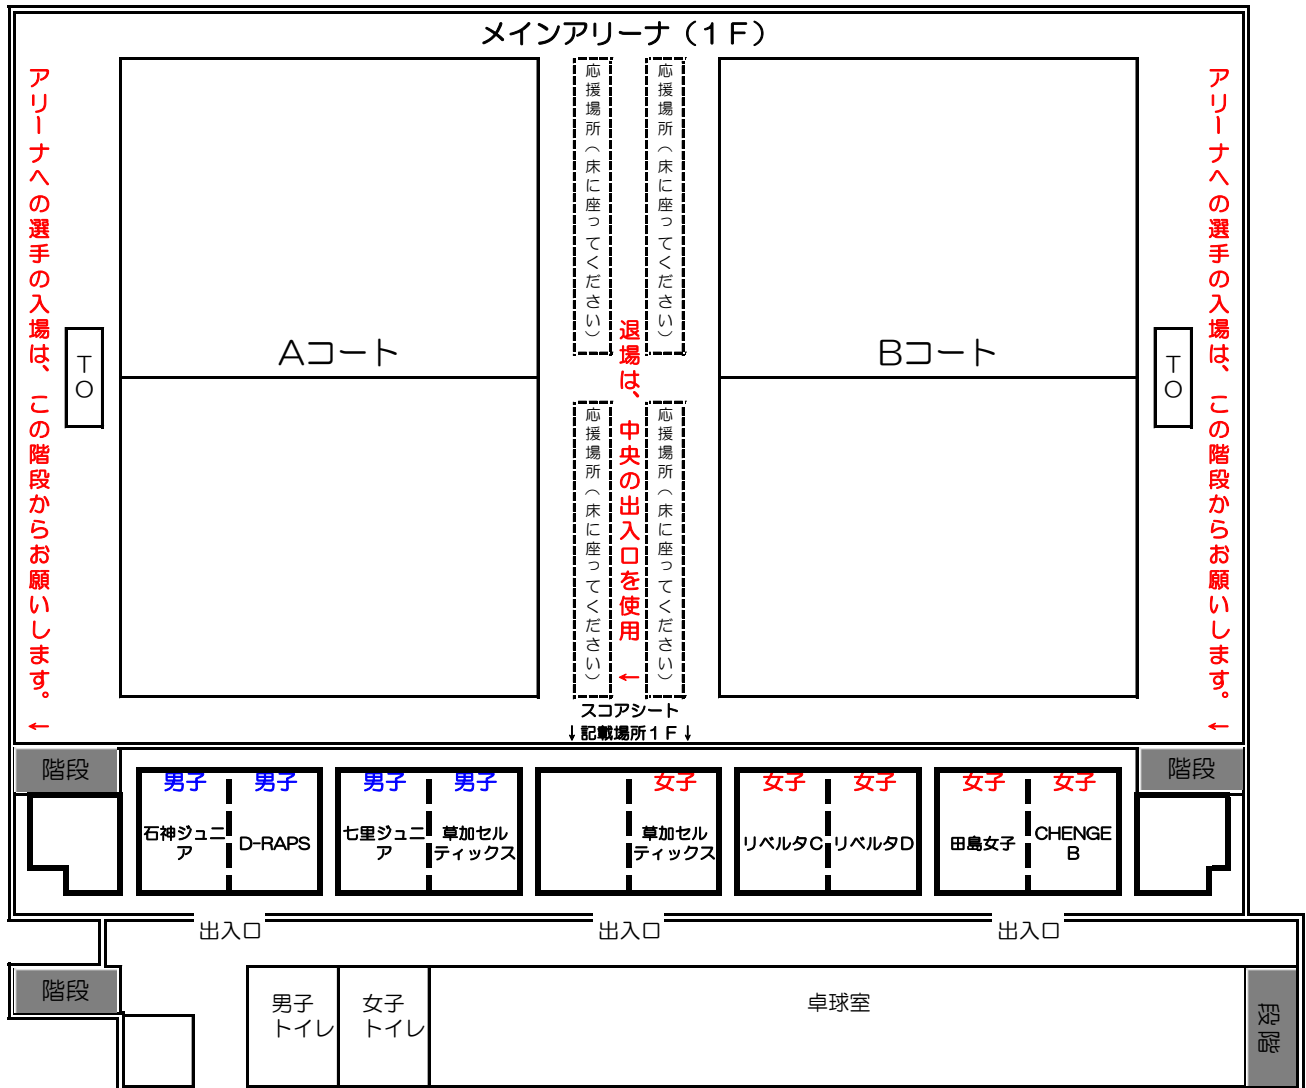 メインアリーナ（１Ｆ）
アリーナへの選手の入場は、この階段からお願いします。←
応援場所（床に座ってください）
応援場所（床に座ってください）
アリーナへの選手の入場は、この階段からお願いします。←
ＴＯ
Ａコート
退場は、中央の出入口を使用　←
Ｂコート
ＴＯ
応援場所（床に座ってください）
応援場所（床に座ってください）
スコアシート
↓記載場所１Ｆ↓
階段
階段
男子
男子
男子
男子
女子
女子
女子
女子
女子
石神ジュニ
ア
D-RAPS
七里ジュニ
ア
草加セル
ティックス
草加セル
ティックス
リベルタC
リベルタD
田島女子
CHENGE
B
出入口
出入口
出入口
階段
男子
トイレ
女子
トイレ
卓球室
階段